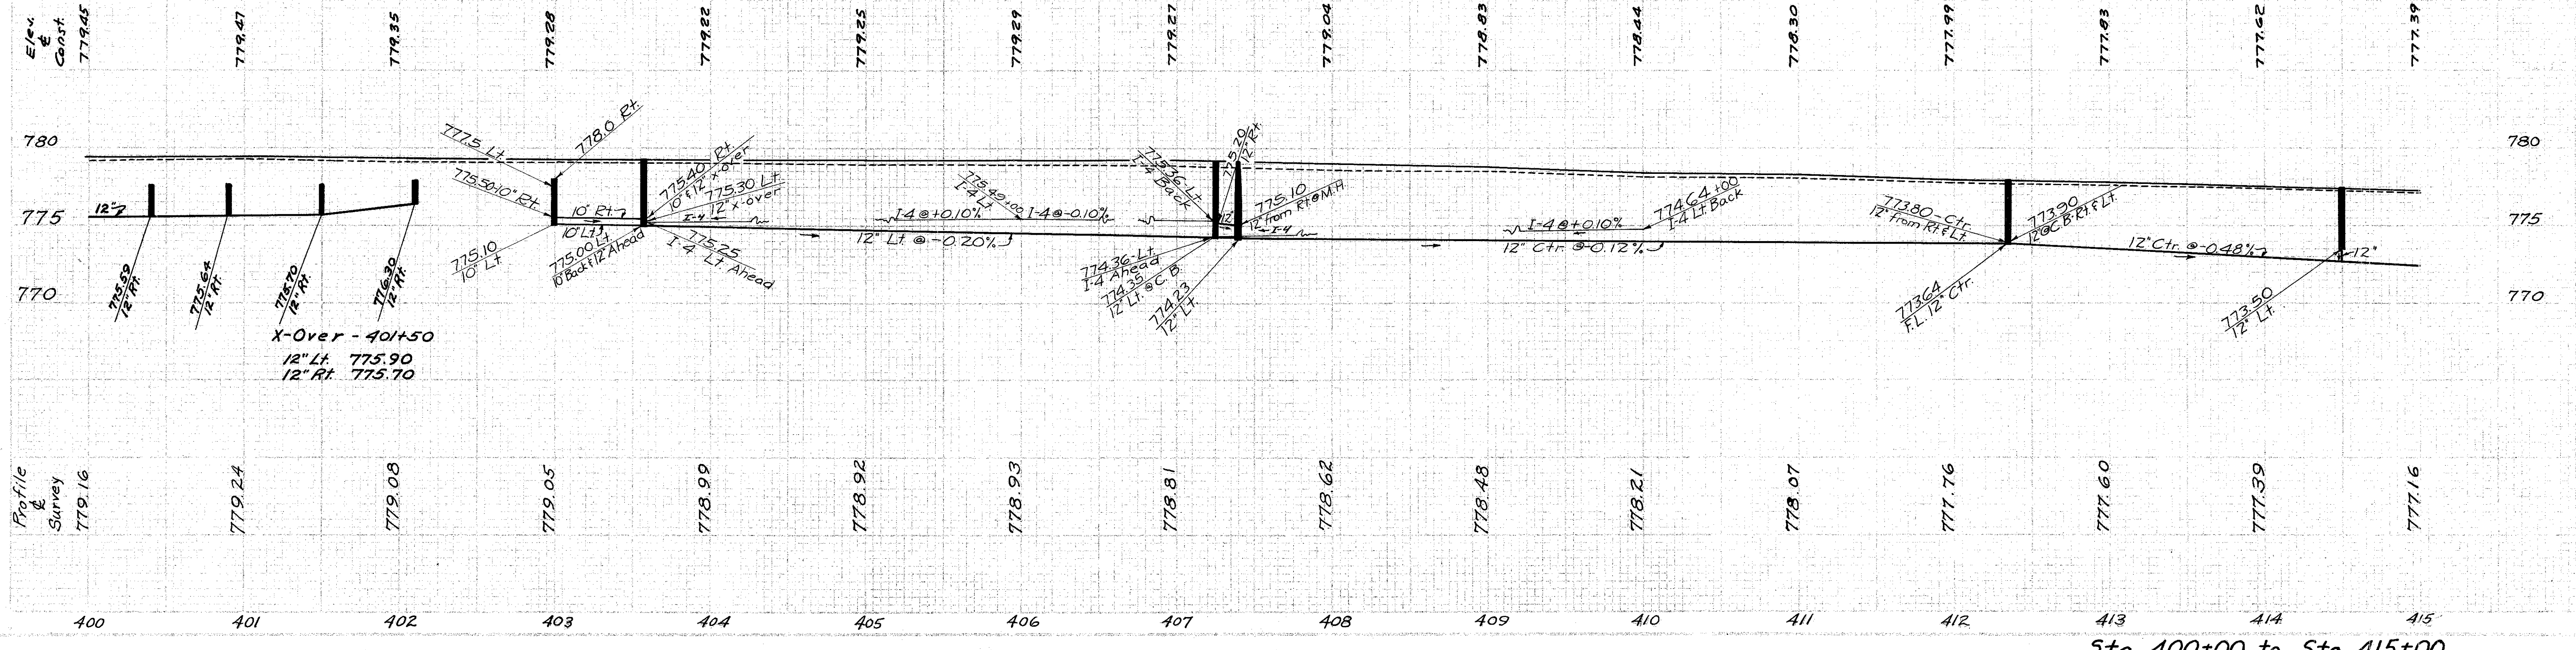 Elev. & Const.
779.45
779.47
779.35
779.28
779.22
779.25
779.29
779.27
779.04
778.83
778.44
778.30
777.99
777.83
777.62
777.39
780
780
775
775
770
770
12"
775.59
12" Rt.
775.64
12" Rt.
775.70
12" Rt.
776.30
12" Rt.
X-Over - 401+50
12" Lt. 775.90
12" Rt. 775.70
777.5 Lt.
778.0 Rt.
775.50-10" Rt.
10" Rt.
10" Lt.
775.10
10" Lt.
775.00 Lt.
10" Back & 12" Ahead
775.40 Rt.
10" & 12" x-over
775.30 Lt.
12" x-over
I-4
775.25
I-4 Lt. Ahead
I-4 @ +0.10%
12" Lt. @ -0.20%
775.49+00
I-4 Lt.
I-4 @ -0.10%
775.36-Lt.
I-4 Back
775.20
12" Rt.
775.10
12" from Rt @ M.H.
12"
I-4
774.36-Lt.
I-4 Ahead
774.35
12" Lt. @ C.B.
774.23
12" Lt.
I-4 @ +0.10%
12" Ctr. @ -0.12%
774.64+00
I-4 Lt. Back
773.80-Ctr.
12" from Rt. & Lt.
773.90
12" @ C.B. Rt. & Lt.
773.64
F.L. 12" Ctr.
12" Ctr. @ -0.48%
12"
773.50
12" Lt.
Profile & Survey
779.16
779.24
779.08
779.05
778.99
778.92
778.93
778.81
778.62
778.48
778.21
778.07
777.76
777.60
777.39
777.16
400
401
402
403
404
405
406
407
408
409
410
411
412
413
414
415
Sta. 400+00 to Sta. 415+00